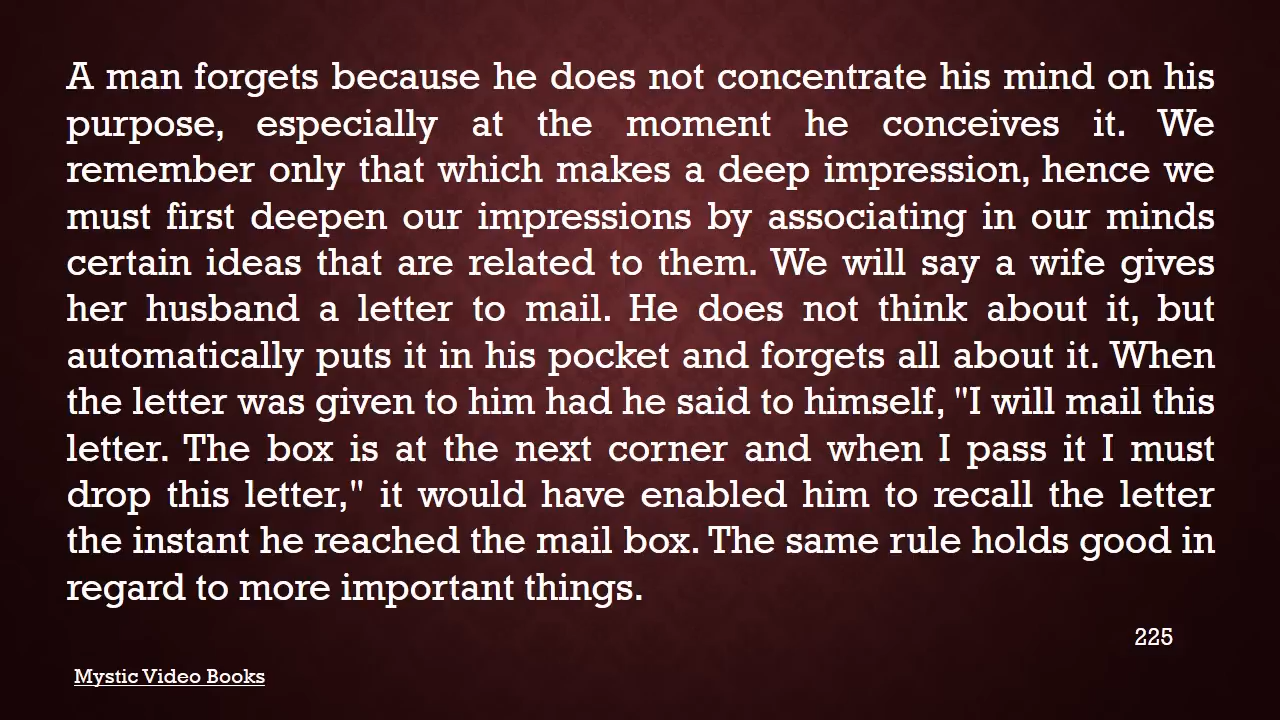 A man forgets because he does not concentrate his mind on his
purpose, especially at the moment he conceives it. We
remember only that which makes a deep impression, hence we
must first deepen our impressions by associating in our minds
certain ideas that are related to them. We will say a wife gives
her husband a letter to mail. He does not think about it, but
automatically puts it in his pocket and forgets all about it. When
the letter was given to him had he said to himself, "I will mail this
letter. The box is at the next corner and when I pass it I must
drop this letter," it would have enabled him to recall the letter
the instant he reached the mail box. The same rule holds good in
regard to more important things.
225
Mystic Video Books